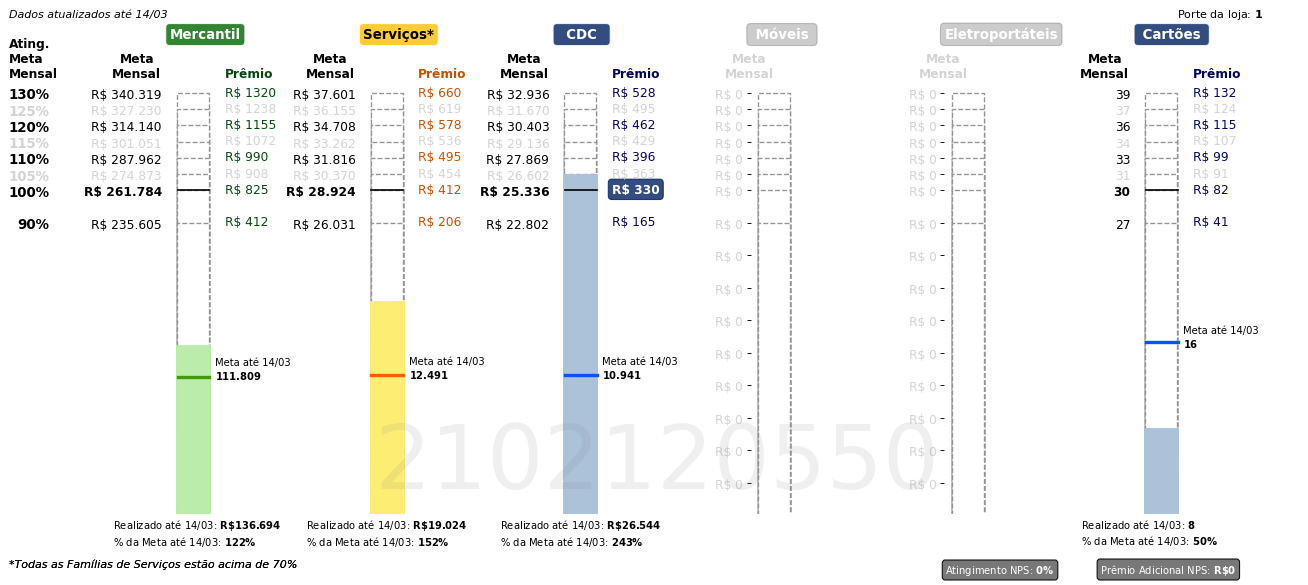 Dados atualizados até 14/03 Porte da loja: 1
Mercantil Serviços* CDC Móveis Eletroportáteis Cartões
Ating.
Meta Meta Meta Meta Meta Meta Meta
Mensal Mensal Prêmio Mensal Prêmio Mensal Prêmio Mensal Mensal Mensal Prêmio
130% R$ 340.319 R$ 1320 R$ 37.601 R$ 660 R$ 32.936 R$ 528 R$ 0 R$ 0 39 R$ 132
125% R$ 327.230 R$ 1238 R$ 36.155 R$ 619 R$ 31.670 R$ 495 R$ 0 R$ 0 37 R$ 124
120% R$ 314.140 R$ 1155 R$ 34.708 R$ 578 R$ 30.403 R$ 462 R$ 0 R$ 0 36 R$ 115
115% R$ 301.051 R$ 1072 R$ 33.262 R$ 536 R$ 29.136 R$ 429 R$ 0 R$ 0 34 R$ 107
110% R$ 287.962 R$ 990 R$ 31.816 R$ 495 R$ 27.869 R$ 396 R$ 0 R$ 0 33 R$ 99
105% R$ 274.873 R$ 908 R$ 30.370 R$ 454 R$ 26.602 R$ 363 R$ 0 R$ 0 31 R$ 91
100% R$ 261.784 R$ 825 R$ 28.924 R$ 412 R$ 25.336 R$ 330 R$ 0 R$ 0 30 R$ 82
90% R$ 235.605 R$ 412 R$ 26.031 R$ 206 R$ 22.802 R$ 165 R$ 0 R$ 0 27 R$ 41
R$ 0 R$ 0
R$ 0 R$ 0
R$ 0 R$ 0
Meta até 14/03
16
R$ 0 R$ 0
Meta até 14/03 Meta até 14/03 Meta até 14/03
111.809 12.491 10.941
R$ 0 R$ 0
R$ 0 R$ 0
R$ 0 R$ 0
2102120550
R$ 0 R$ 0
Realizado até 14/03: R$136.694 Realizado até 14/03: R$19.024 Realizado até 14/03: R$26.544 Realizado até 14/03: 8
% da Meta até 14/03: 122% % da Meta até 14/03: 152% % da Meta até 14/03: 243% % da Meta até 14/03: 50%
*Todas as Famílias de Serviços estão acima de 70% Atingimento NPS: 0% Prêmio Adicional NPS: R$0